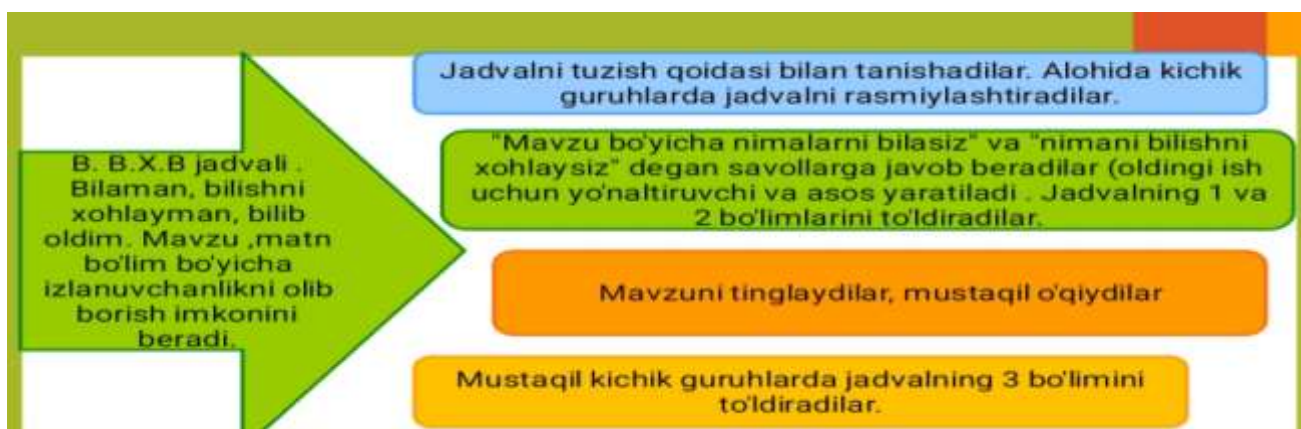 B. B.X.B jadvali .
Bilaman, bilishni
xohlayman, bilib
oldim. Mavzu ,matn
bo'lim bo'yicha
izlanuvchanlikni olib
borish imkonini
beradi.
Jadvalni tuzish qoidasi bilan tanishadilar. Alohida kichik
guruhlarda jadvalni rasmiylashtiradilar.
"Mavzu bo'yicha nimalarni bilasiz" va "nimani bilishni
xohlaysiz" degan savollarga javob beradilar (oldingi ish
uchun yo'naltiruvchi va asos yaratiladi . Jadvalning 1 va
2 bo'limlarini to'ldiradilar.
Mavzuni tinglaydilar, mustaqil o'qiydilar
Mustaqil kichik guruhlarda jadvalning 3 bo'limini
to'ldiradilar.